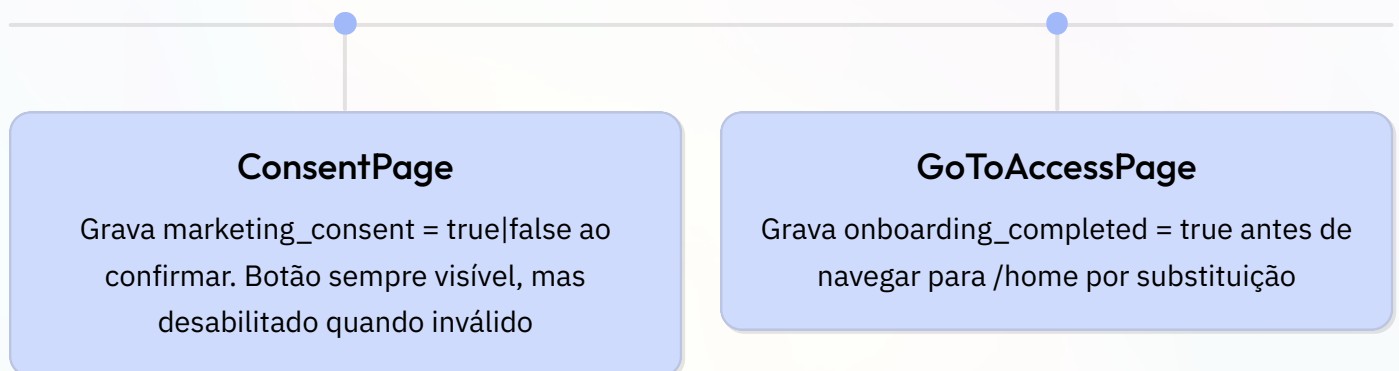 ConsentPage
Grava marketing_consent = true|false ao
confirmar. Botão sempre visível, mas
desabilitado quando inválido
GoToAccessPage
Grava onboarding_completed = true antes de
navegar para /home por substituição